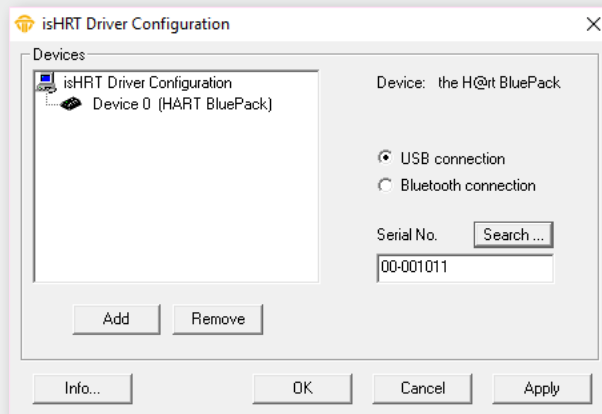 isHRT Driver Configuration
Devices
isHRT Driver Configuration
Device 0 (HART BluePack)
Device: the H@rt BluePack
USB connection
Bluetooth connection
Serial No. Search ...
00-001011
Add Remove
Info... OK Cancel Apply